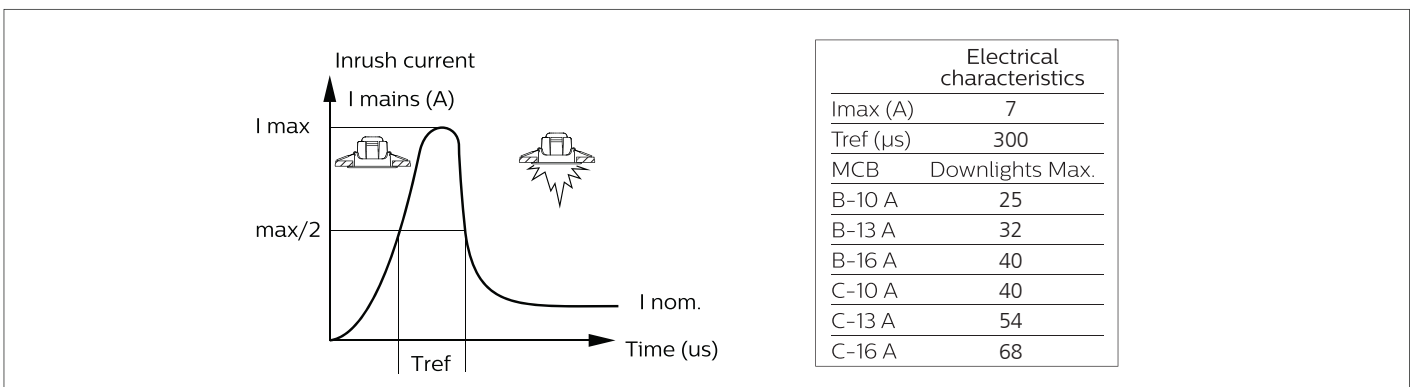 Inrush current
I mains (A)
I max
max/2
I nom.
Time (us)
Tref
Electrical
characteristics
Imax (A) 7
Tref (µs) 300
MCB Downlights Max.
B-10 A 25
B-13 A 32
B-16 A 40
C-10 A 40
C-13 A 54
C-16 A 68